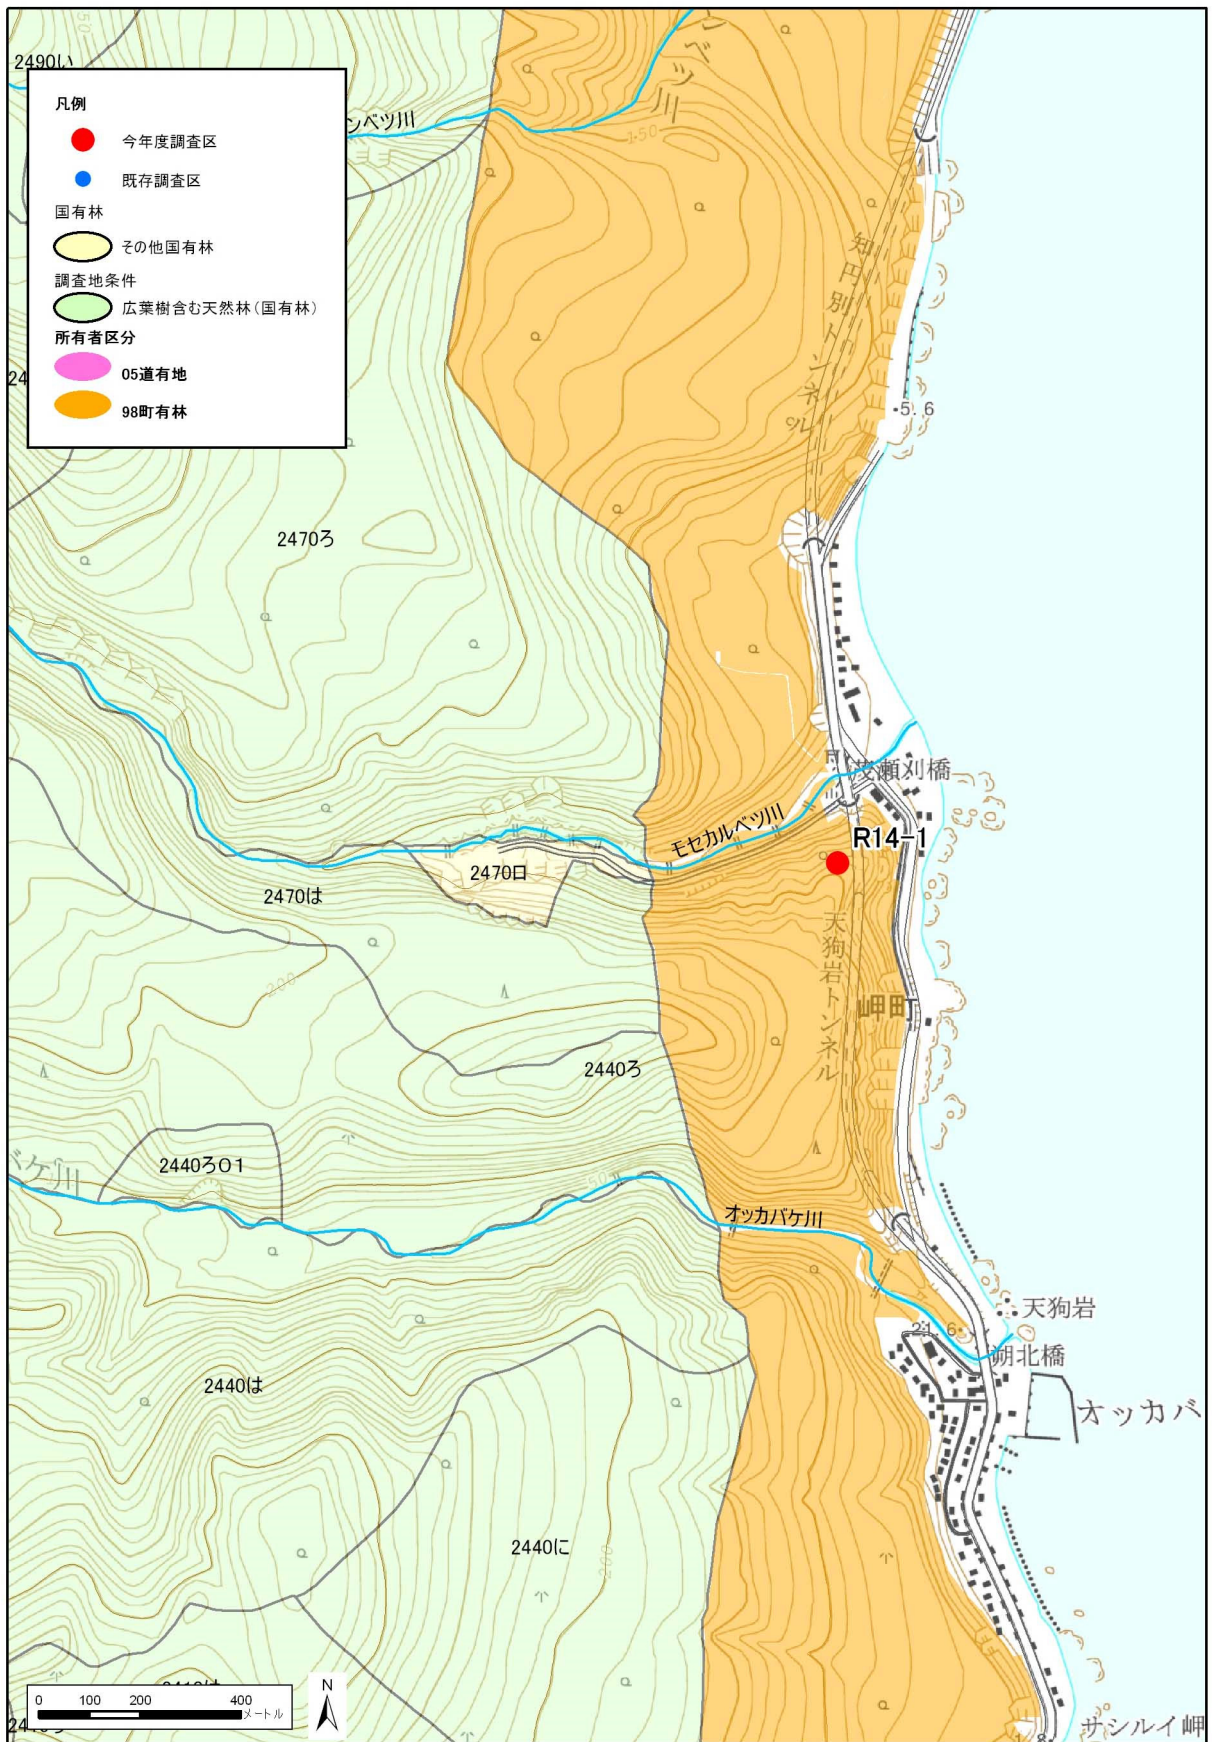 2490い
凡例
今年度調査区
既存調査区
国有林
その他国有林
調査地条件
広葉樹含む天然林(国有林)
所有者区分
05道有地
98町有林
ンベツ川
ンベツ川
150
知円別トンネル
・5.6
24
2470ろ
茂瀬刈橋
モセカルベツ川
R14-1
2470ロ
2470は
天狗岩トンネル
岬町
200
2440ろ
2440ろ01
バケ川
オッカバケ川
天狗岩
21.6
朔北橋
2440は
オッカバ
2440に
200
0 100 200 400
メートル
N
サシルイ岬